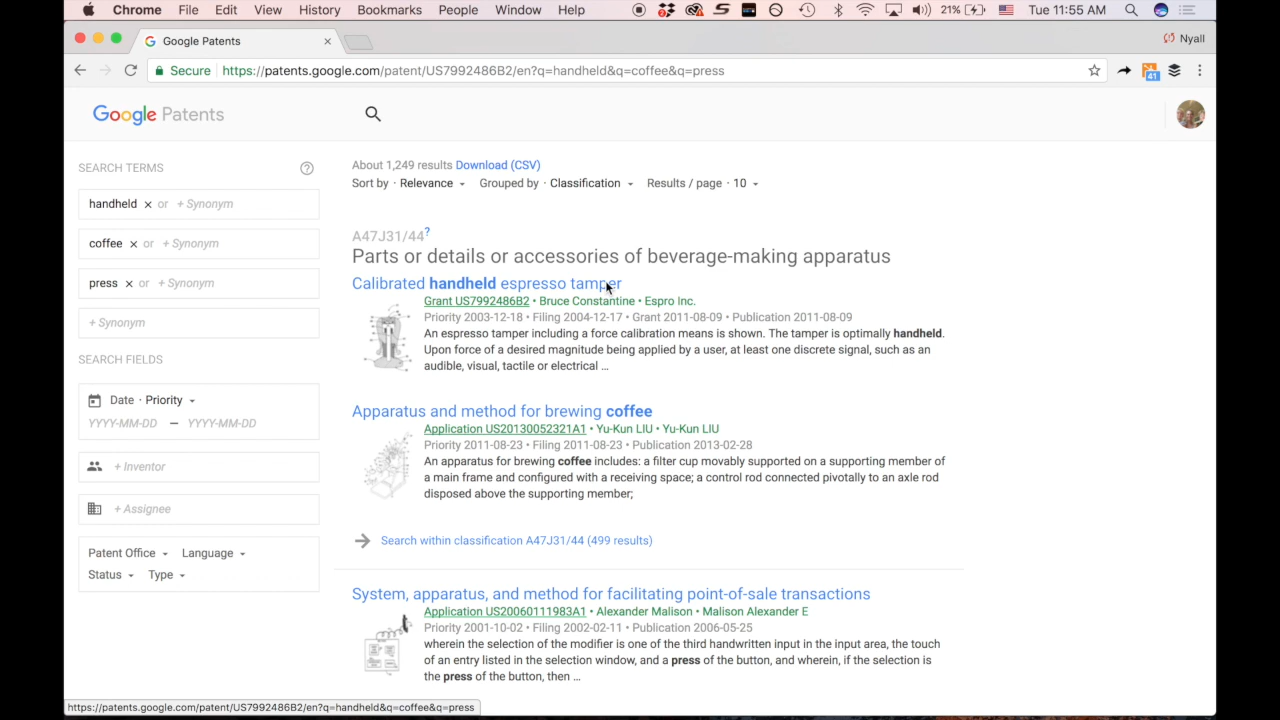 Chrome File Edit View History Bookmarks People Window Help 21% Tue 11:55 AM
Google Patents
Nyall
Secure https://patents.google.com/patent/US7992486B2/en?q=handheld&q=coffee&q=press
41
Google Patents
SEARCH TERMS
handheld × or + Synonym
coffee × or + Synonym
press × or + Synonym
+ Synonym
SEARCH FIELDS
Date · Priority
YYYY-MM-DD — YYYY-MM-DD
+ Inventor
+ Assignee
Patent Office Language
Status Type
About 1,249 results Download (CSV)
Sort by · Relevance Grouped by · Classification Results / page · 10
A47J31/44?
Parts or details or accessories of beverage-making apparatus
Calibrated handheld espresso tamper
Grant US7992486B2 • Bruce Constantine • Espro Inc.
Priority 2003-12-18 • Filing 2004-12-17 • Grant 2011-08-09 • Publication 2011-08-09
An espresso tamper including a force calibration means is shown. The tamper is optimally handheld.
Upon force of a desired magnitude being applied by a user, at least one discrete signal, such as an
audible, visual, tactile or electrical ...
Apparatus and method for brewing coffee
Application US20130052321A1 • Yu-Kun LIU • Yu-Kun LIU
Priority 2011-08-23 • Filing 2011-08-23 • Publication 2013-02-28
An apparatus for brewing coffee includes: a filter cup movably supported on a supporting member of
a main frame and configured with a receiving space; a control rod connected pivotally to an axle rod
disposed above the supporting member;
Search within classification A47J31/44 (499 results)
System, apparatus, and method for facilitating point-of-sale transactions
Application US20060111983A1 • Alexander Malison • Malison Alexander E
Priority 2001-10-02 • Filing 2002-02-11 • Publication 2006-05-25
wherein the selection of the modifier is one of the third handwritten input in the input area, the touch
of an entry listed in the selection window, and a press of the button, and wherein, if the selection is
the press of the button, then ...
https://patents.google.com/patent/US7992486B2/en?q=handheld&q=coffee&q=press